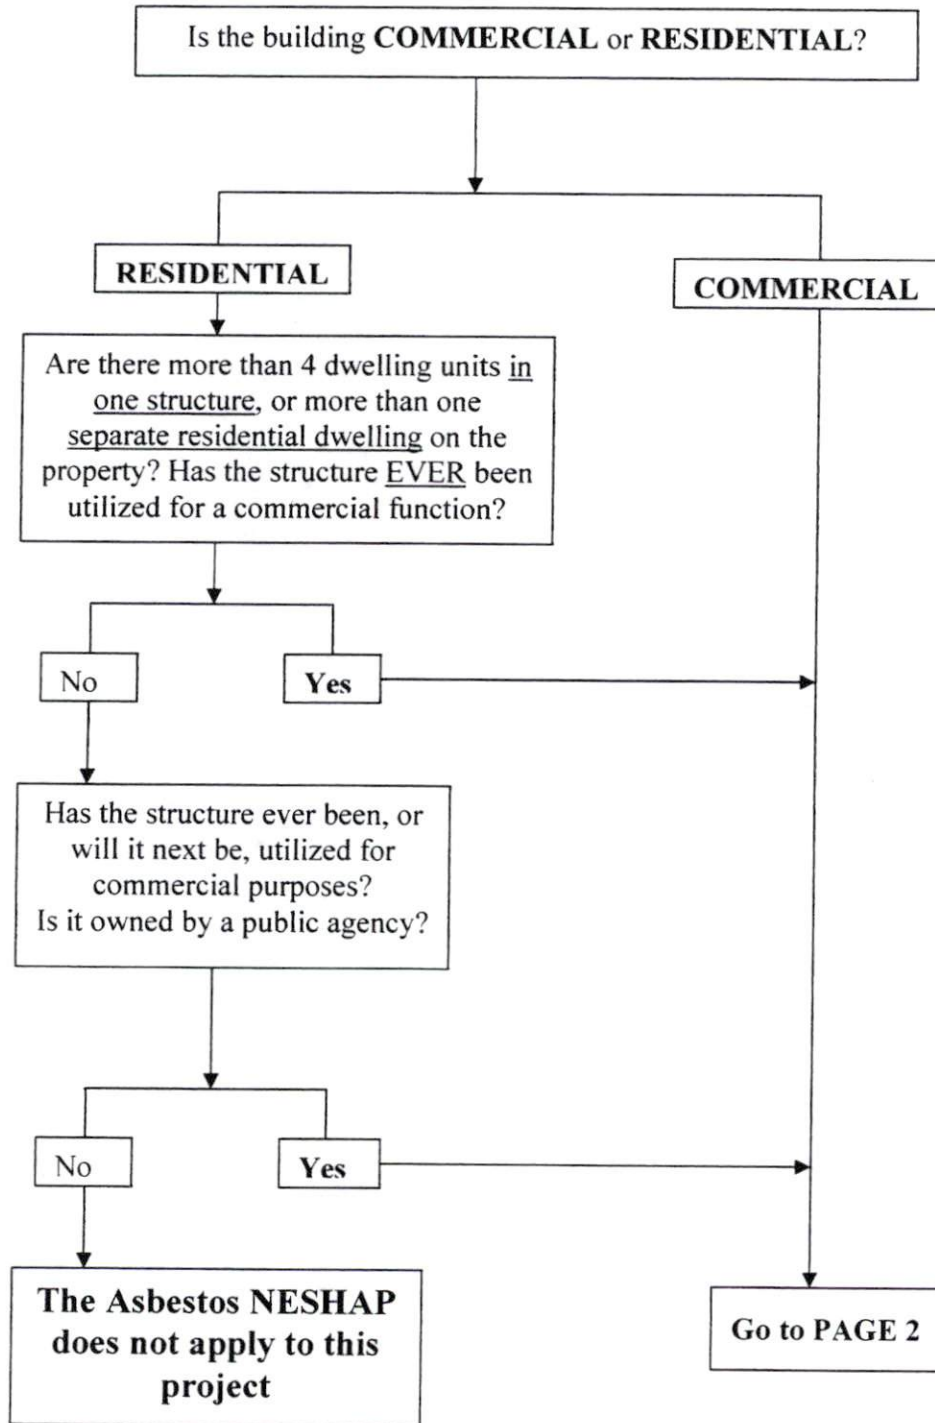 Is the building COMMERCIAL or RESIDENTIAL?
RESIDENTIAL
COMMERCIAL
Are there more than 4 dwelling units in
one structure, or more than one
separate residential dwelling on the
property? Has the structure EVER been
utilized for a commercial function?
No
Yes
Has the structure ever been, or
will it next be, utilized for
commercial purposes?
Is it owned by a public agency?
No
Yes
The Asbestos NESHAP
does not apply to this
project
Go to PAGE 2